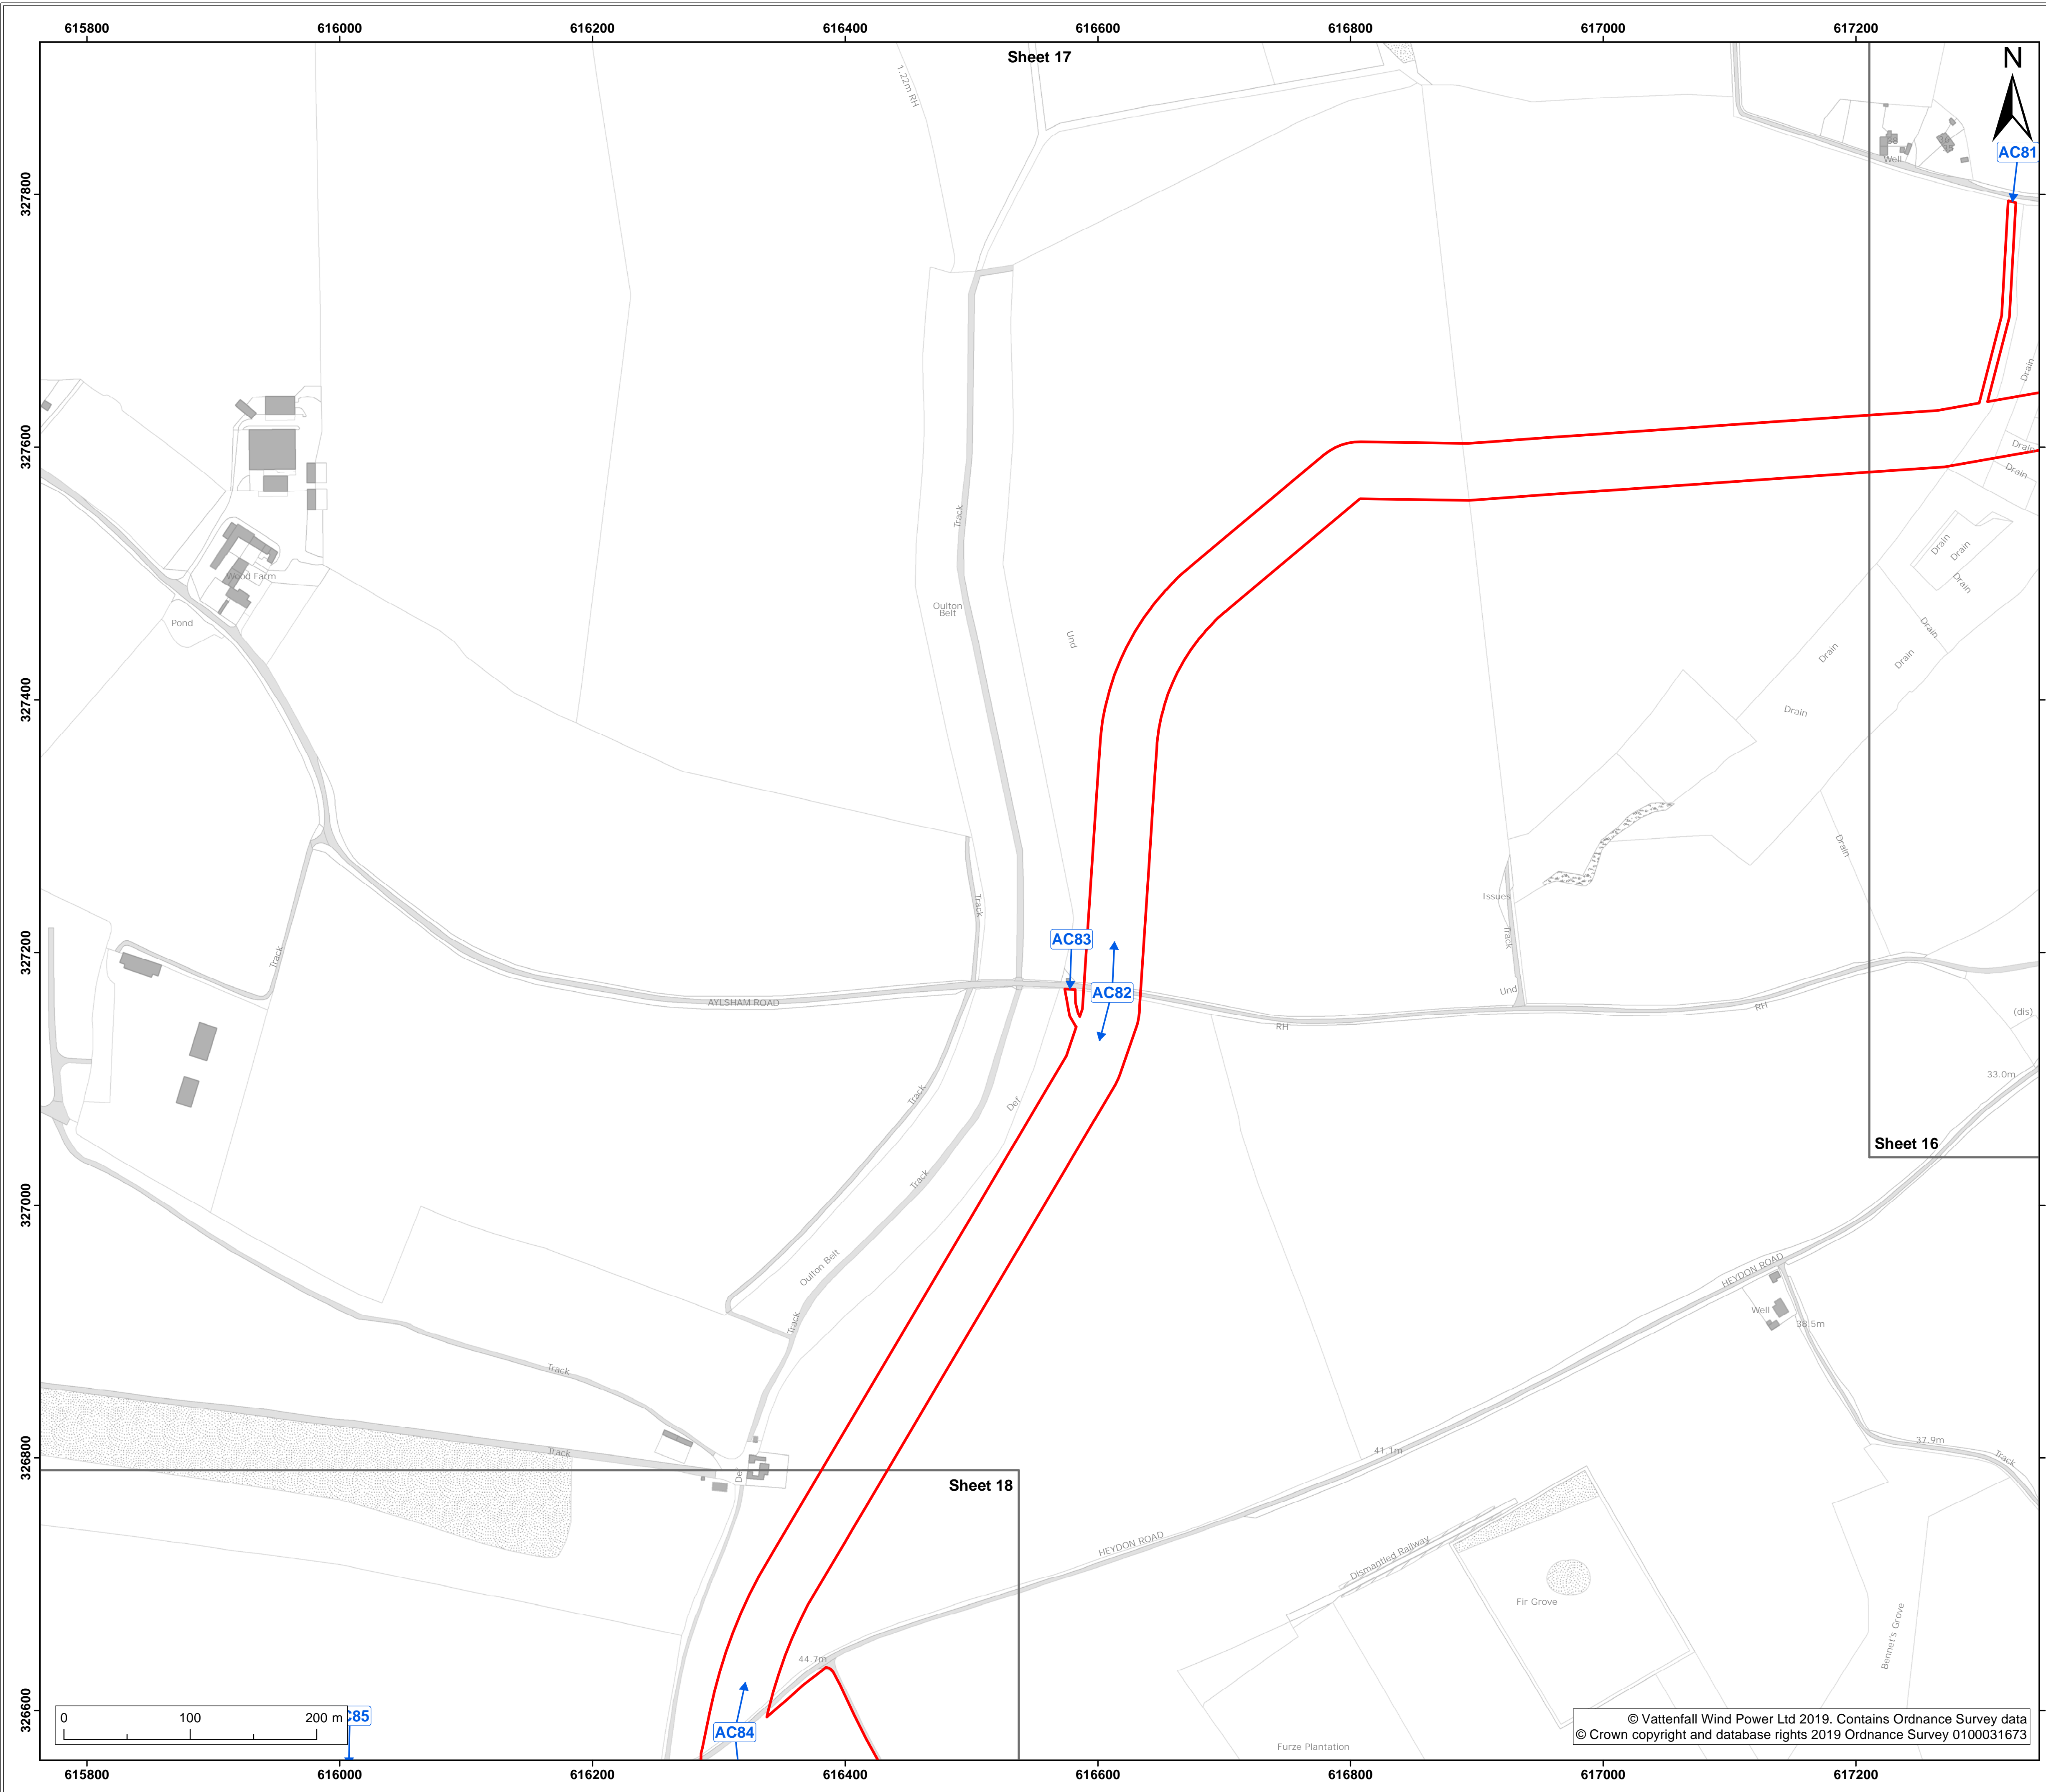 615800
616000
616200
616400
616600
616800
617000
617200
Sheet 17
N
1.22m RH
Well
AC81
327800
Drain
327600
Drain
Drain
Track
Wood Farm
Drain
Drain
Drain
Oulton
Belt
Pond
Und
Drain
Drain
Drain
327400
Drain
Drain
Issues
Track
AC83
Track
Track
327200
AC82
Und
AYLSHAM ROAD
RH
RH
(dis)
33.0m
Track
Def
Sheet 16
Track
327000
Oulton Belt
HEYDON ROAD
Well
38.5m
Track
Track
Track
41.1m
37.9m
Track
326800
Sheet 18
HEYDON ROAD
Dismantled Railway
Fir Grove
Bennet's Grove
44.7m
326600
C85
0
100
200 m
AC84
Furze Plantation
© Vattenfall Wind Power Ltd 2019. Contains Ordnance Survey data
© Crown copyright and database rights 2019 Ordnance Survey 0100031673
615800
616000
616200
616400
616600
616800
617000
617200